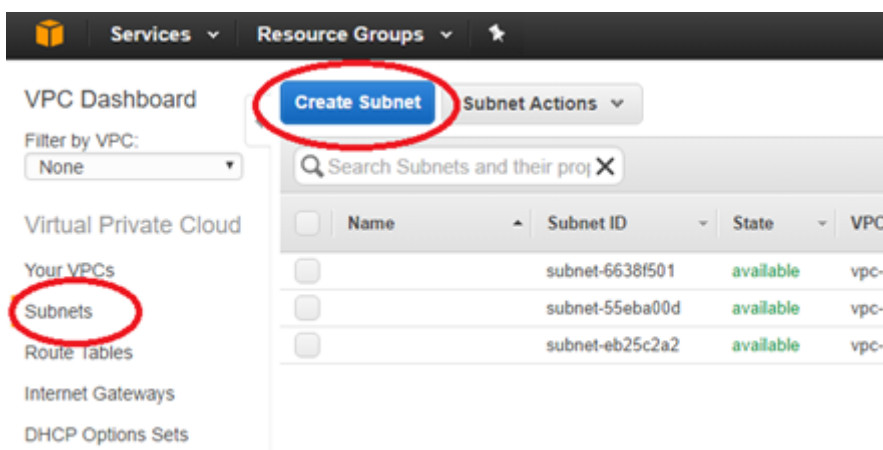 Services Resource Groups
VPC Dashboard
Filter by VPC:
None
Virtual Private Cloud
Your VPCs
Subnets
Route Tables
Internet Gateways
DHCP Options Sets
Create Subnet Subnet Actions
Search Subnets and their prop
Name Subnet ID State VPC
subnet-6638f501 available vpc-
subnet-55eba00d available vpc-
subnet-eb25c2a2 available vpc-